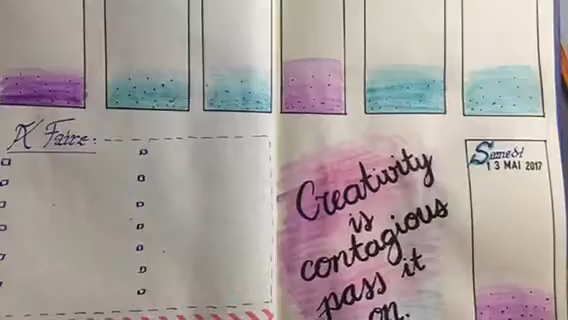 A Faire:
Creativity
is
contagious
pass it
on.
Samedi
13 MAI 2017